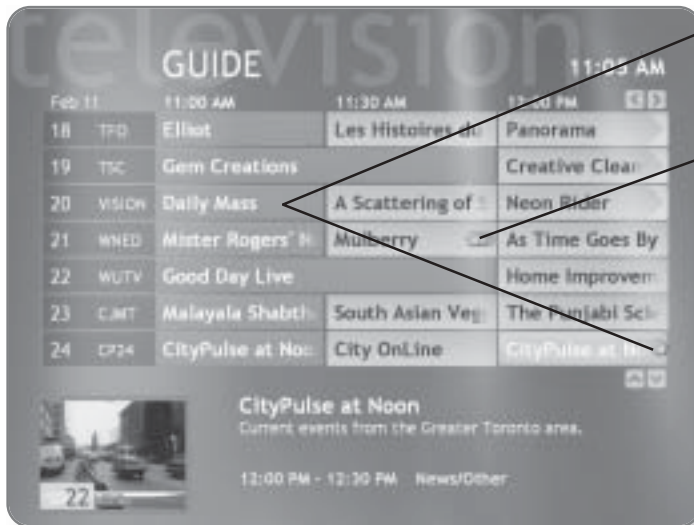 television
GUIDE
11:05 AM
Feb 11 11:00 AM 11:30 AM 12:00 PM
18 TFO Elliot Les Histoires du Panorama
19 TSC Gem Creations Creative Clear
20 VISION Daily Mass A Scattering of Neon Rider
21 WNED Mister Rogers' N Mulberry As Time Goes By
22 WUTV Good Day Live Home Improvem
23 CJMT Malayala Shabth South Asian Veg The Punjabi Sch
24 CP24 CityPulse at Noo City OnLine CityPulse at N
CityPulse at Noon
Current events from the Greater Toronto area.
12:00 PM - 12:30 PM News/Other
22